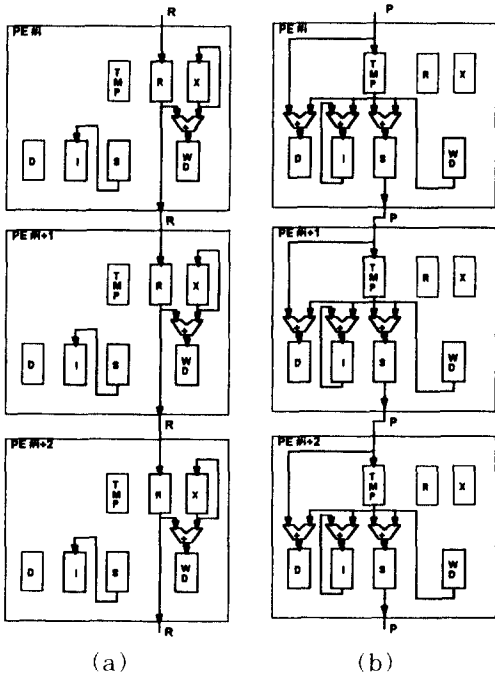 R
PE #i
TMP
R
X
+
D
I
S
WD
R
PE #i+1
TMP
R
X
+
D
I
S
WD
R
PE #i+2
TMP
R
X
+
D
I
S
WD
R
(a)
P
PE #i
TMP
R
X
+
+
+
D
I
S
WD
P
PE #i+1
TMP
R
X
+
+
+
D
I
S
WD
P
PE #i+2
TMP
R
X
+
+
+
D
I
S
WD
P
(b)